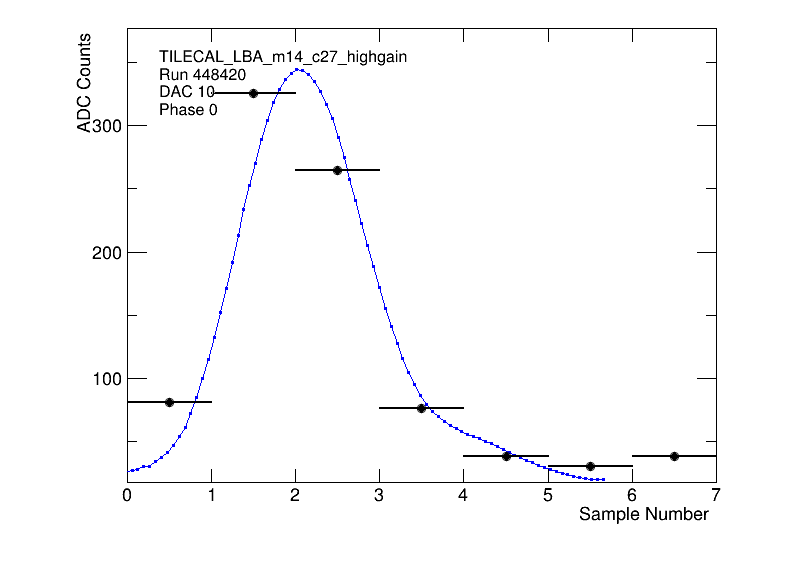 TILECAL_LBA_m14_c27_highgain
Run 448420
DAC 10
Phase 0
ADC Counts
300
200
100
0 1 2 3 4 5 6 7
Sample Number